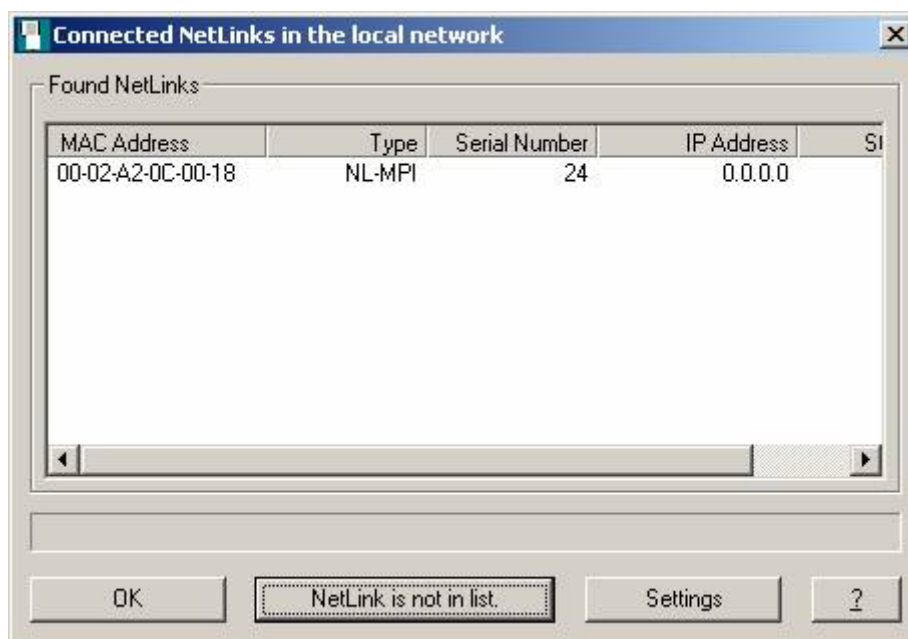 Connected NetLinks in the local network
Found NetLinks
MAC Address Type Serial Number IP Address
00-02-A2-0C-00-18 NL-MPI 24 0.0.0.0
OK NetLink is not in list. Settings ?